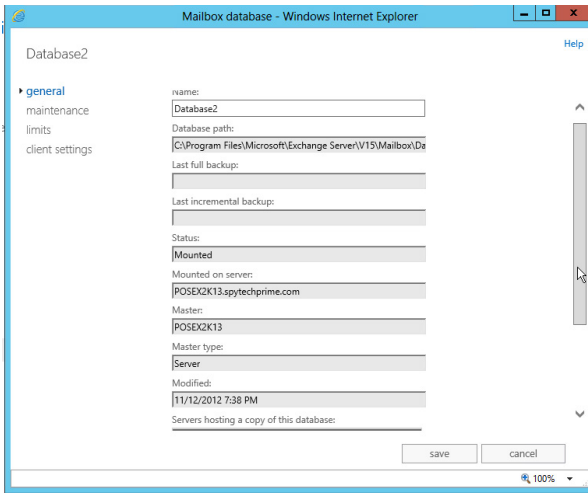 Mailbox database - Windows Internet Explorer
Help
Database2
general
maintenance
limits
client settings
Name:
Database2
Database path:
C:\Program Files\Microsoft\Exchange Server\V15\Mailbox\Da
Last full backup:
Last incremental backup:
Status:
Mounted
Mounted on server:
POSEX2K13.spytechprime.com
Master:
POSEX2K13
Master type:
Server
Modified:
11/12/2012 7:38 PM
Servers hosting a copy of this database:
save cancel
100%